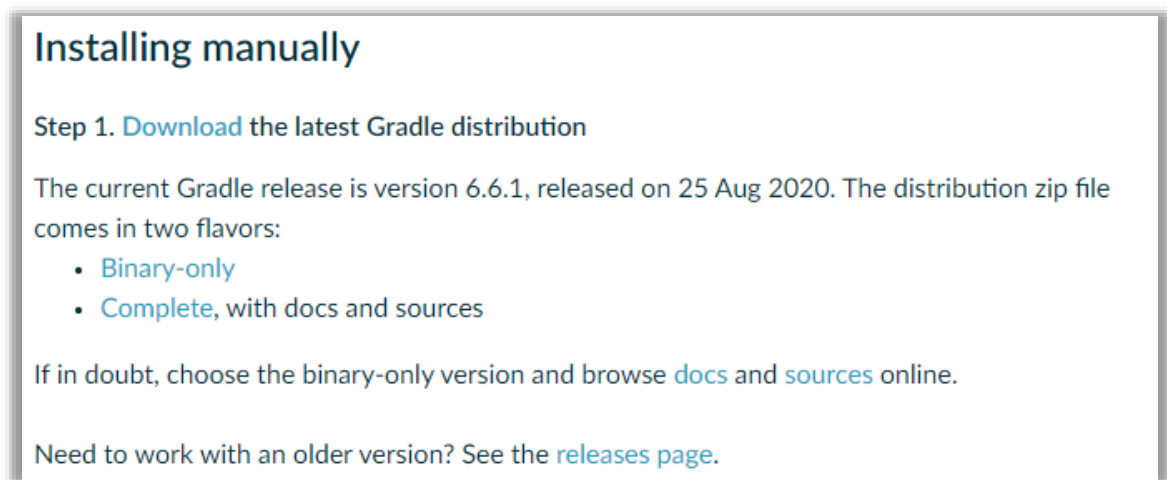 Installing manually
Step 1. Download the latest Gradle distribution
The current Gradle release is version 6.6.1, released on 25 Aug 2020. The distribution zip file
comes in two flavors:
• Binary-only
• Complete, with docs and sources
If in doubt, choose the binary-only version and browse docs and sources online.
Need to work with an older version? See the releases page.